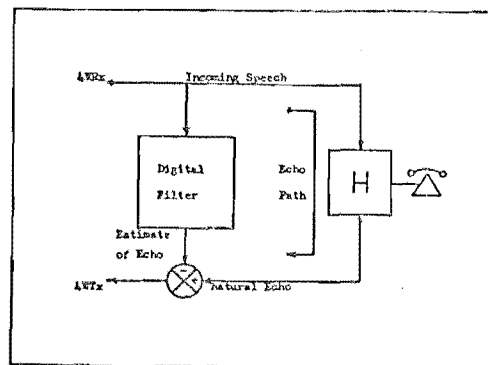 4WRx Incoming Speech
Digital
Filter
Echo
Path
H
Estimate
of Echo
4WTx
Natural Echo